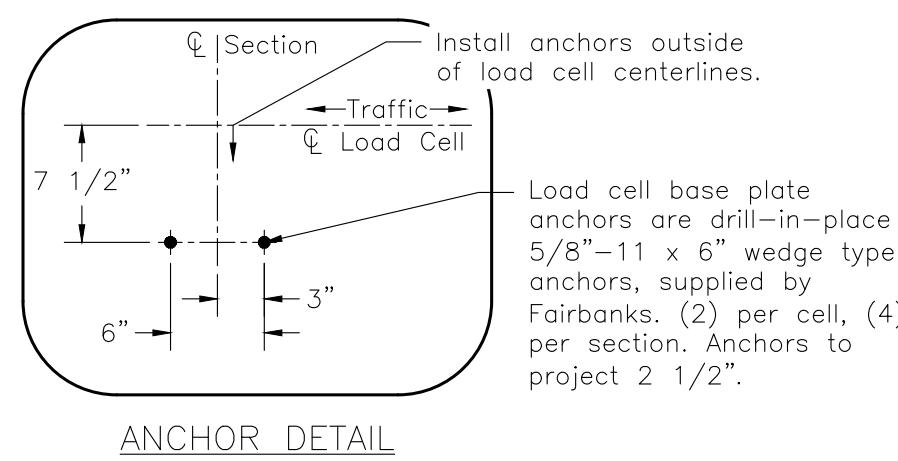 ℄ Section
Install anchors outside
of load cell centerlines.
Traffic
℄ Load Cell
7 1/2”
Load cell base plate
anchors are drill–in–place
5/8”–11 x 6” wedge type
anchors, supplied by
Fairbanks. (2) per cell, (4)
per section. Anchors to
project 2 1/2”.
3”
6”
ANCHOR DETAIL